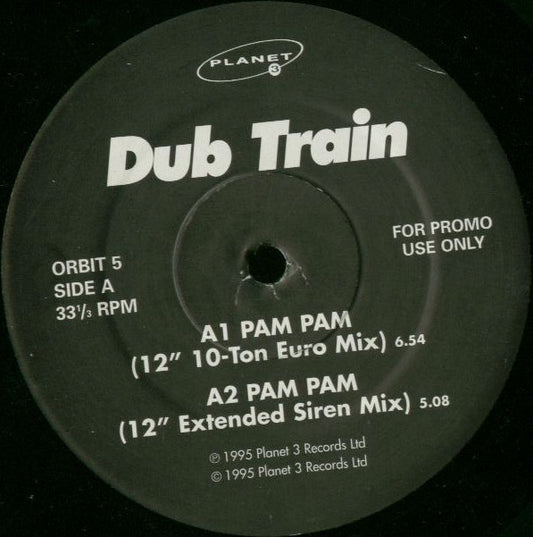 PLANET
3
Dub Train
FOR PROMO
USE ONLY
ORBIT 5
SIDE A
33¹/₃ RPM
A1 PAM PAM
(12” 10-Ton Euro Mix) 6.54
A2 PAM PAM
(12” Extended Siren Mix) 5.08
℗ 1995 Planet 3 Records Ltd
© 1995 Planet 3 Records Ltd